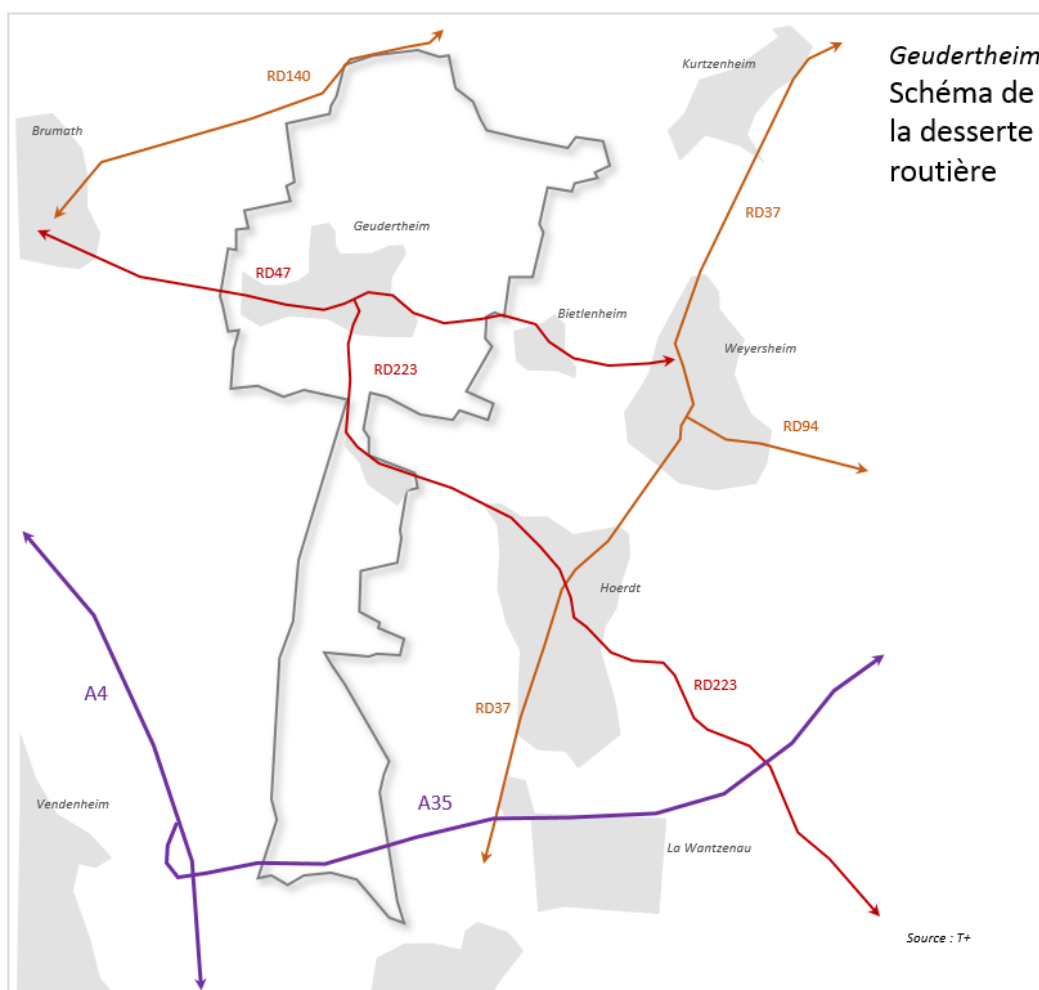 Geudertheim
Schéma de
la desserte
routière
RD140
Kurtzenheim
Brumath
RD37
Geudertheim
RD47
Bietlenheim
Weyersheim
RD223
RD94
Hoerdt
A4
RD223
RD37
A35
Vendenheim
La Wantzenau
Source : T+